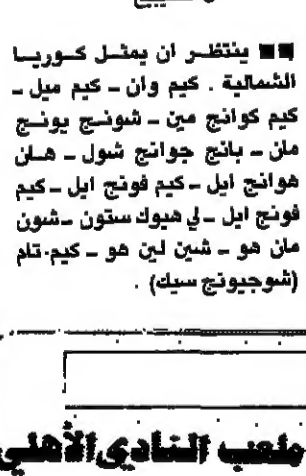 ■■ ينتظر ان يمثل كوريا
الشمالية . كيم وان ـ كيم ميل ـ
كيم كوانج مين ـ شونج يونج
مان ـ بانج جوانج شول ـ هان
هوانج ايل ـ كيم فونج ايل ـ كيم
فونج ايل ـ لي هيوك ستون ـ شون
مان هو ـ شين لين هو ـ كيم تام
(شوجيونج سيك) .
ملعب النادي الأهلي